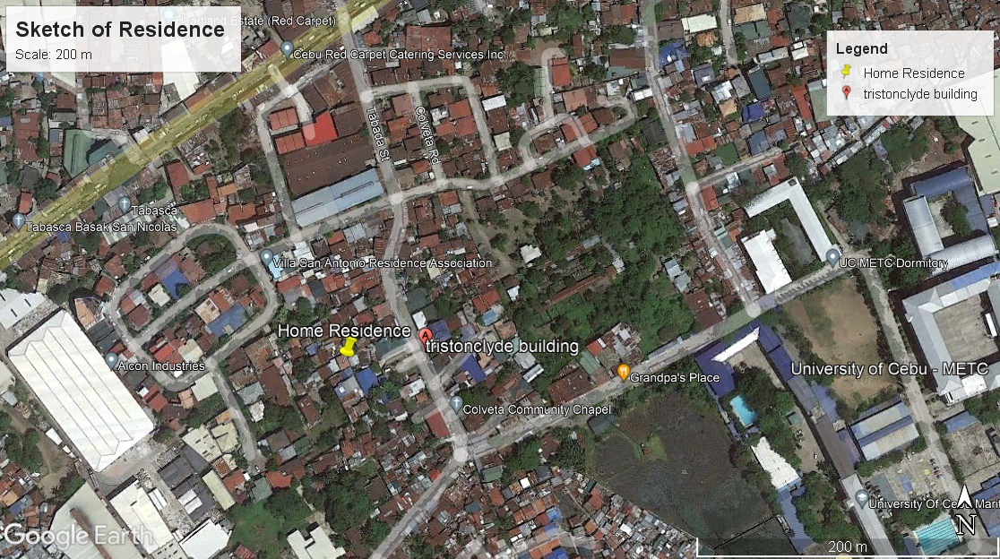 Sketch of Residence
Scale: 200 m
Heartland Estate (Red Carpet)
Cebu Red Carpet Catering Services Inc
Legend
Home Residence
tristonclyde building
Tabada St
Colveta Rd
Tabasca
Tabasca Basak San Nicolas
Villa San Antonio Residence Association
UC METC Dormitory
Home Residence
A
tristonclyde building
Alcon Industries
Grandpa's Place
University of Cebu - METC
Colveta Community Chapel
University Of Cebu Marit
N
Google Earth
200 m